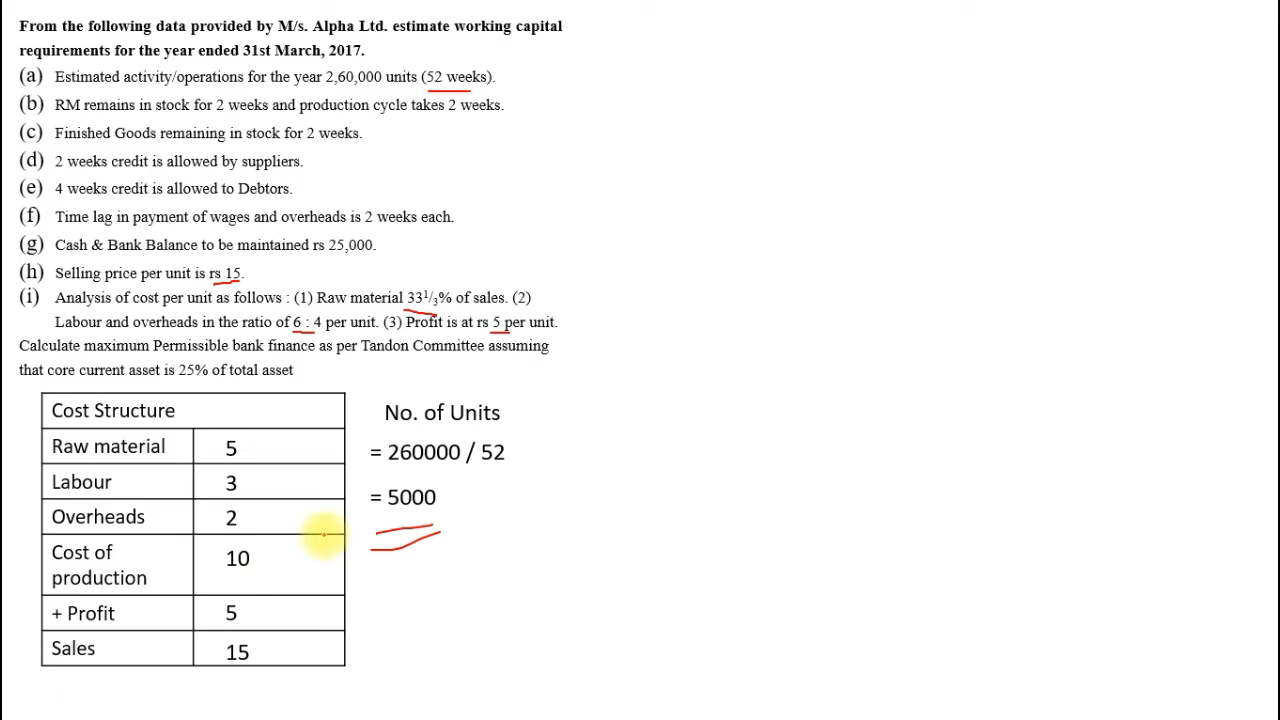 From the following data provided by M/s. Alpha Ltd. estimate working capital
requirements for the year ended 31st March, 2017.
(a) Estimated activity/operations for the year 2,60,000 units (52 weeks).
(b) RM remains in stock for 2 weeks and production cycle takes 2 weeks.
(c) Finished Goods remaining in stock for 2 weeks.
(d) 2 weeks credit is allowed by suppliers.
(e) 4 weeks credit is allowed to Debtors.
(f) Time lag in payment of wages and overheads is 2 weeks each.
(g) Cash & Bank Balance to be maintained rs 25,000.
(h) Selling price per unit is rs 15.
(i) Analysis of cost per unit as follows : (1) Raw material 33¹/₃% of sales. (2)
Labour and overheads in the ratio of 6 : 4 per unit. (3) Profit is at rs 5 per unit.
Calculate maximum Permissible bank finance as per Tandon Committee assuming
that core current asset is 25% of total asset
Cost Structure
Raw material 5
Labour 3
Overheads 2
Cost of
production 10
+ Profit 5
Sales 15
No. of Units
= 260000 / 52
= 5000